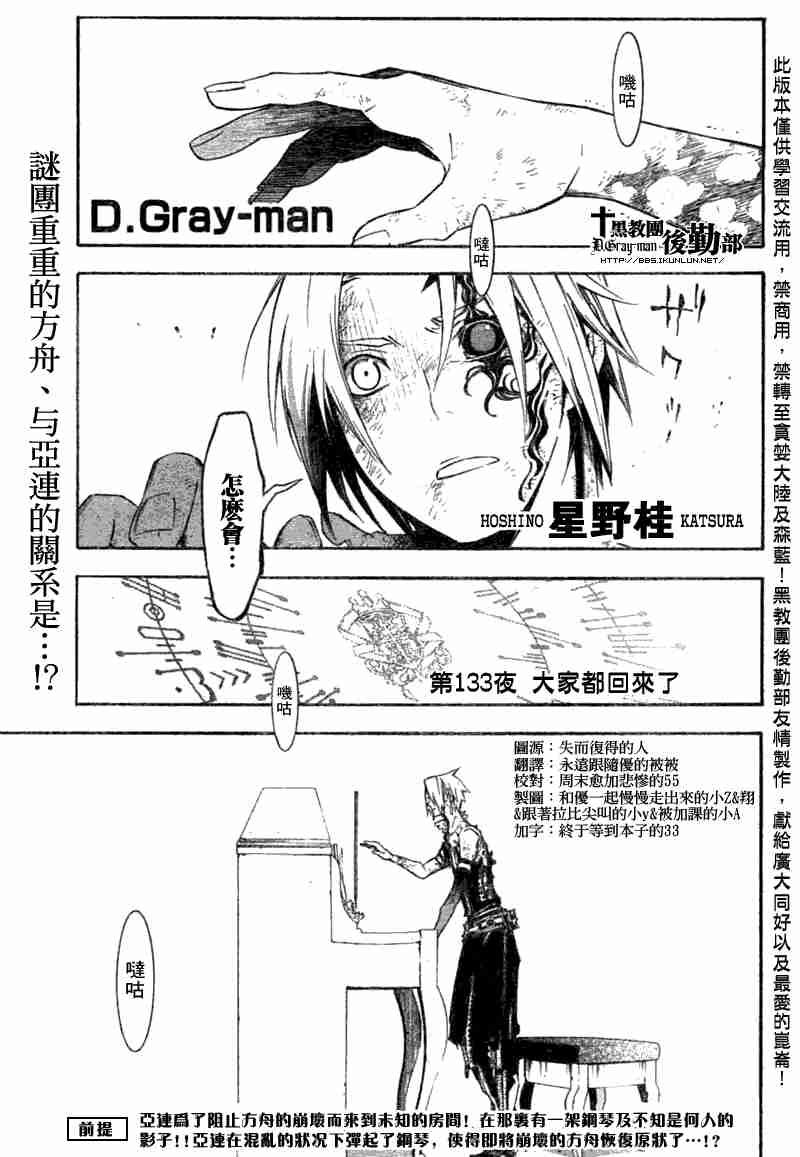 此版本僅供學習交流用，禁商用，禁轉至貪婪大陸及森藍！黑教團後勤部友情製作，獻給廣大同好以及最愛的崑崙！
嘰咕
D.Gray-man
黑教團
D.Gray-man
後勤部
HTTP://BBS.IKUNLUN.NET/
噠咕
怎麽會…
HOSHINO 星野桂 KATSURA
謎團重重的方舟、与亞連的關系是…!?
第133夜 大家都回來了
嘰咕
圖源：失而復得的人
翻譯：永遠跟隨優的被被
校對：周末愈加悲慘的55
製圖：和優一起慢慢走出來的小Z&翔
&跟著拉比尖叫的小y&被加課的小A
加字：終于等到本子的33
噠咕
前提
亞連爲了阻止方舟的崩壞而來到未知的房間！在那裏有一架鋼琴及不知是何人的
影子!!亞連在混亂的狀况下彈起了鋼琴，使得即將崩壞的方舟恢復原狀了…!?